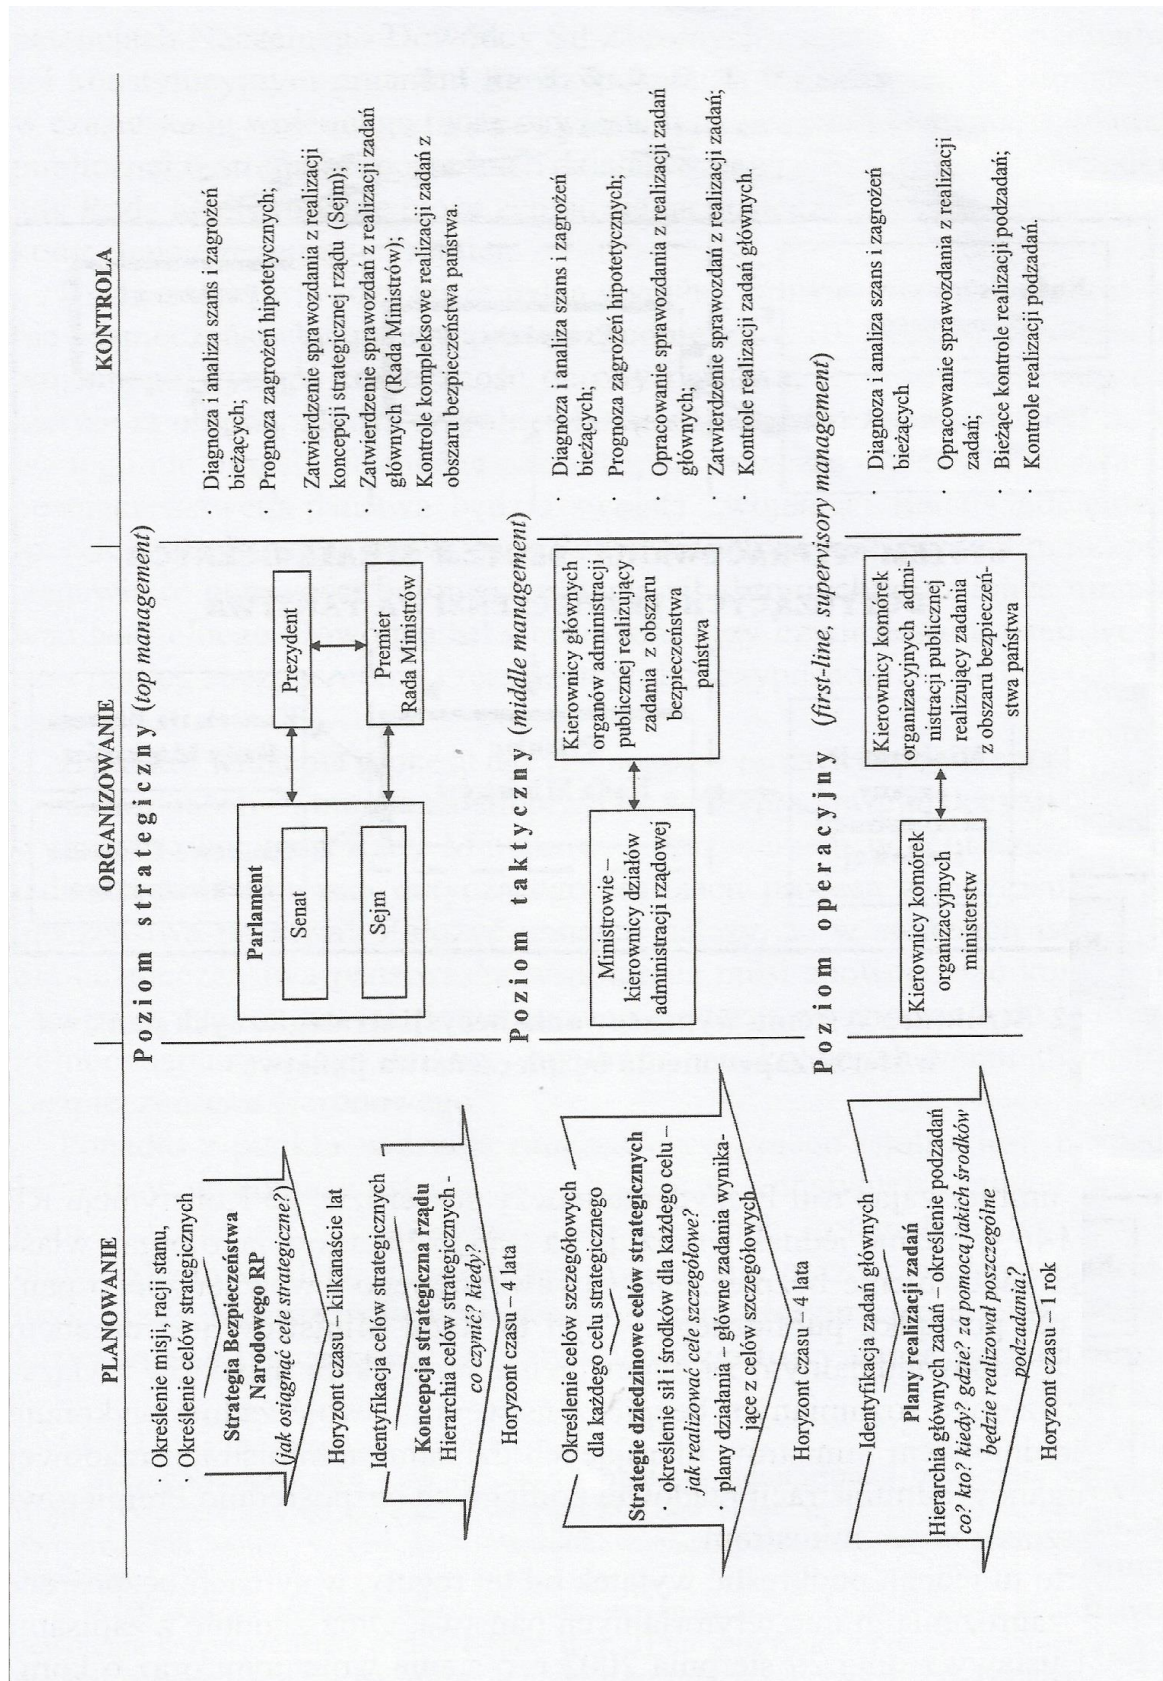 PLANOWANIE
ORGANIZOWANIE
KONTROLA
Poziom strategiczny (top management)
· Określenie misji, racji stanu,
· Określenie celów strategicznych
Strategia Bezpieczeństwa
Narodowego RP
(jak osiągnąć cele strategiczne?)
Horyzont czasu – kilkanaście lat
Identyfikacja celów strategicznych
Koncepcja strategiczna rządu
Hierarchia celów strategicznych -
co czynić? kiedy?
Horyzont czasu – 4 lata
Parlament
Senat
Sejm
Prezydent
Premier
Rada Ministrów
· Diagnoza i analiza szans i zagrożeń
bieżących;
· Prognoza zagrożeń hipotetycznych;
· Zatwierdzenie sprawozdania z realizacji
koncepcji strategicznej rządu (Sejm);
· Zatwierdzenie sprawozdań z realizacji zadań
głównych (Rada Ministrów);
· Kontrole kompleksowe realizacji zadań z
obszaru bezpieczeństwa państwa.
Poziom taktyczny (middle management)
Określenie celów szczegółowych
dla każdego celu strategicznego
Strategie dziedzinowe celów strategicznych
· określenie sił i środków dla każdego celu –
jak realizować cele szczegółowe?
· plany działania – główne zadania wynika-
jące z celów szczegółowych
Horyzont czasu – 4 lata
Ministrowie –
kierownicy działów
administracji rządowej
Kierownicy głównych
organów administracji
publicznej realizujący
zadania z obszaru
bezpieczeństwa
państwa
· Diagnoza i analiza szans i zagrożeń
bieżących;
· Prognoza zagrożeń hipotetycznych;
· Opracowanie sprawozdania z realizacji zadań
głównych;
· Zatwierdzenie sprawozdań z realizacji zadań;
· Kontrole realizacji zadań głównych.
Poziom operacyjny (first-line, supervisory management)
Identyfikacja zadań głównych
Plany realizacji zadań
Hierarchia głównych zadań – określenie podzadań
co? kto? kiedy? gdzie? za pomocą jakich środków
będzie realizował poszczególne
podzadania?
Horyzont czasu – 1 rok
Kierownicy komórek
organizacyjnych
ministerstw
Kierownicy komórek
organizacyjnych admi-
nistracji publicznej
realizujący zadania
z obszaru bezpieczeń-
stwa państwa
· Diagnoza i analiza szans i zagrożeń
bieżących
· Opracowanie sprawozdania z realizacji
zadań;
· Bieżące kontrole realizacji podzadań;
· Kontrole realizacji podzadań.